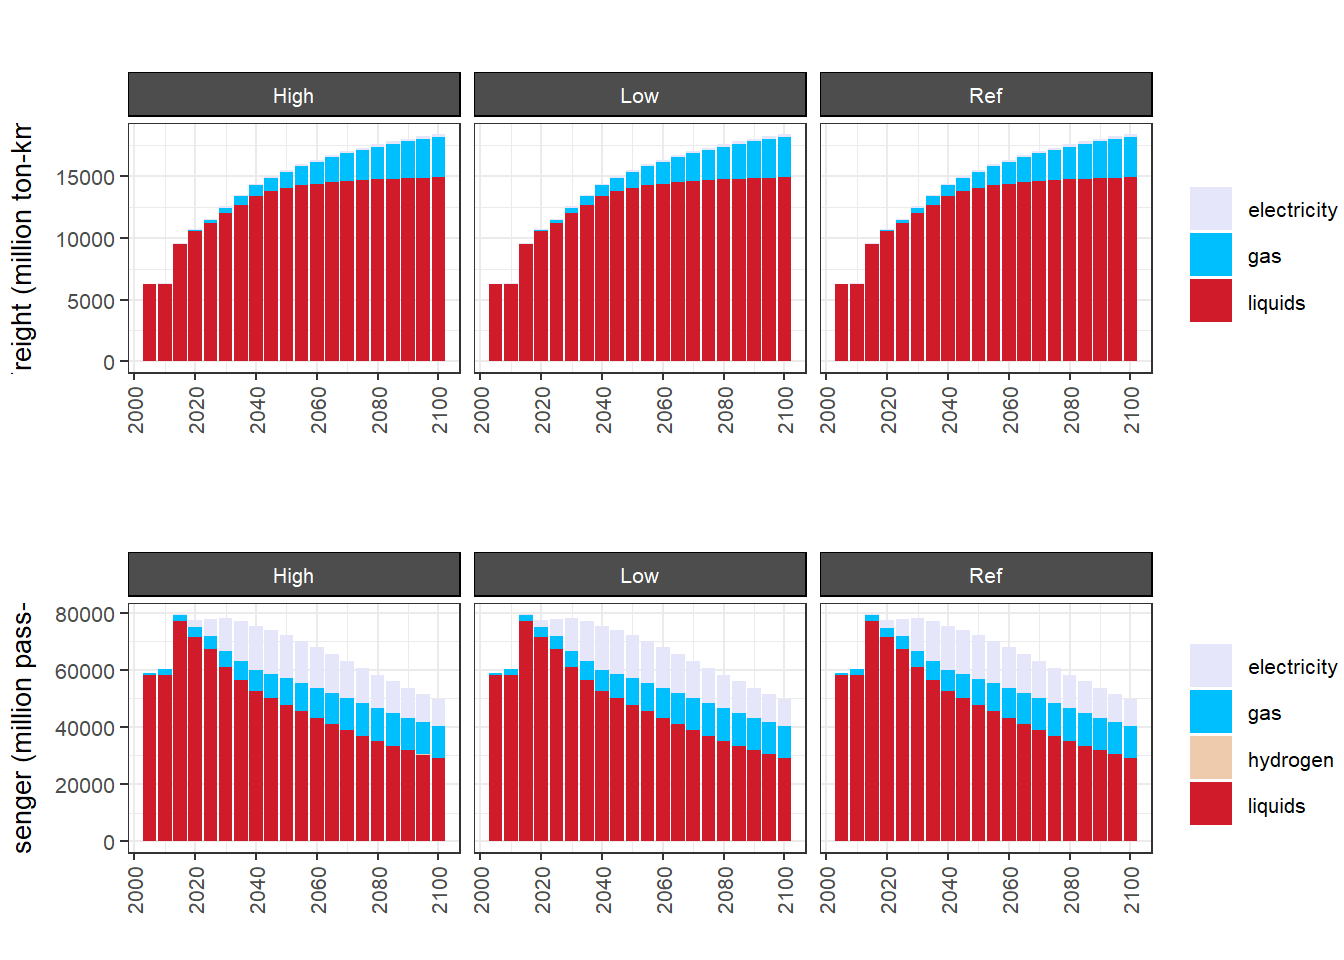 High Low Ref
reight (million ton-km
15000
10000
5000
0
2000 2020 2040 2060 2080 2100 2000 2020 2040 2060 2080 2100 2000 2020 2040 2060 2080 2100
electricity
gas
liquids
High Low Ref
senger (million pass-
80000
60000
40000
20000
0
2000 2020 2040 2060 2080 2100 2000 2020 2040 2060 2080 2100 2000 2020 2040 2060 2080 2100
electricity
gas
hydrogen
liquids